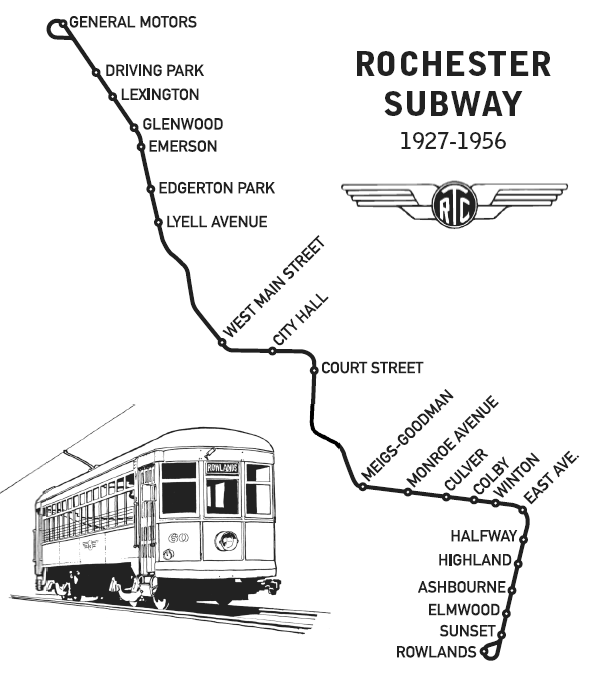 GENERAL MOTORS
ROCHESTER
SUBWAY
1927-1956
RTC
DRIVING PARK
LEXINGTON
GLENWOOD
EMERSON
EDGERTON PARK
LYELL AVENUE
WEST MAIN STREET
CITY HALL
COURT STREET
MEIGS-GOODMAN
MONROE AVENUE
CULVER
COLBY
WINTON
EAST AVE.
HALFWAY
HIGHLAND
ASHBOURNE
ELMWOOD
SUNSET
ROWLANDS
ROWLANDS
60